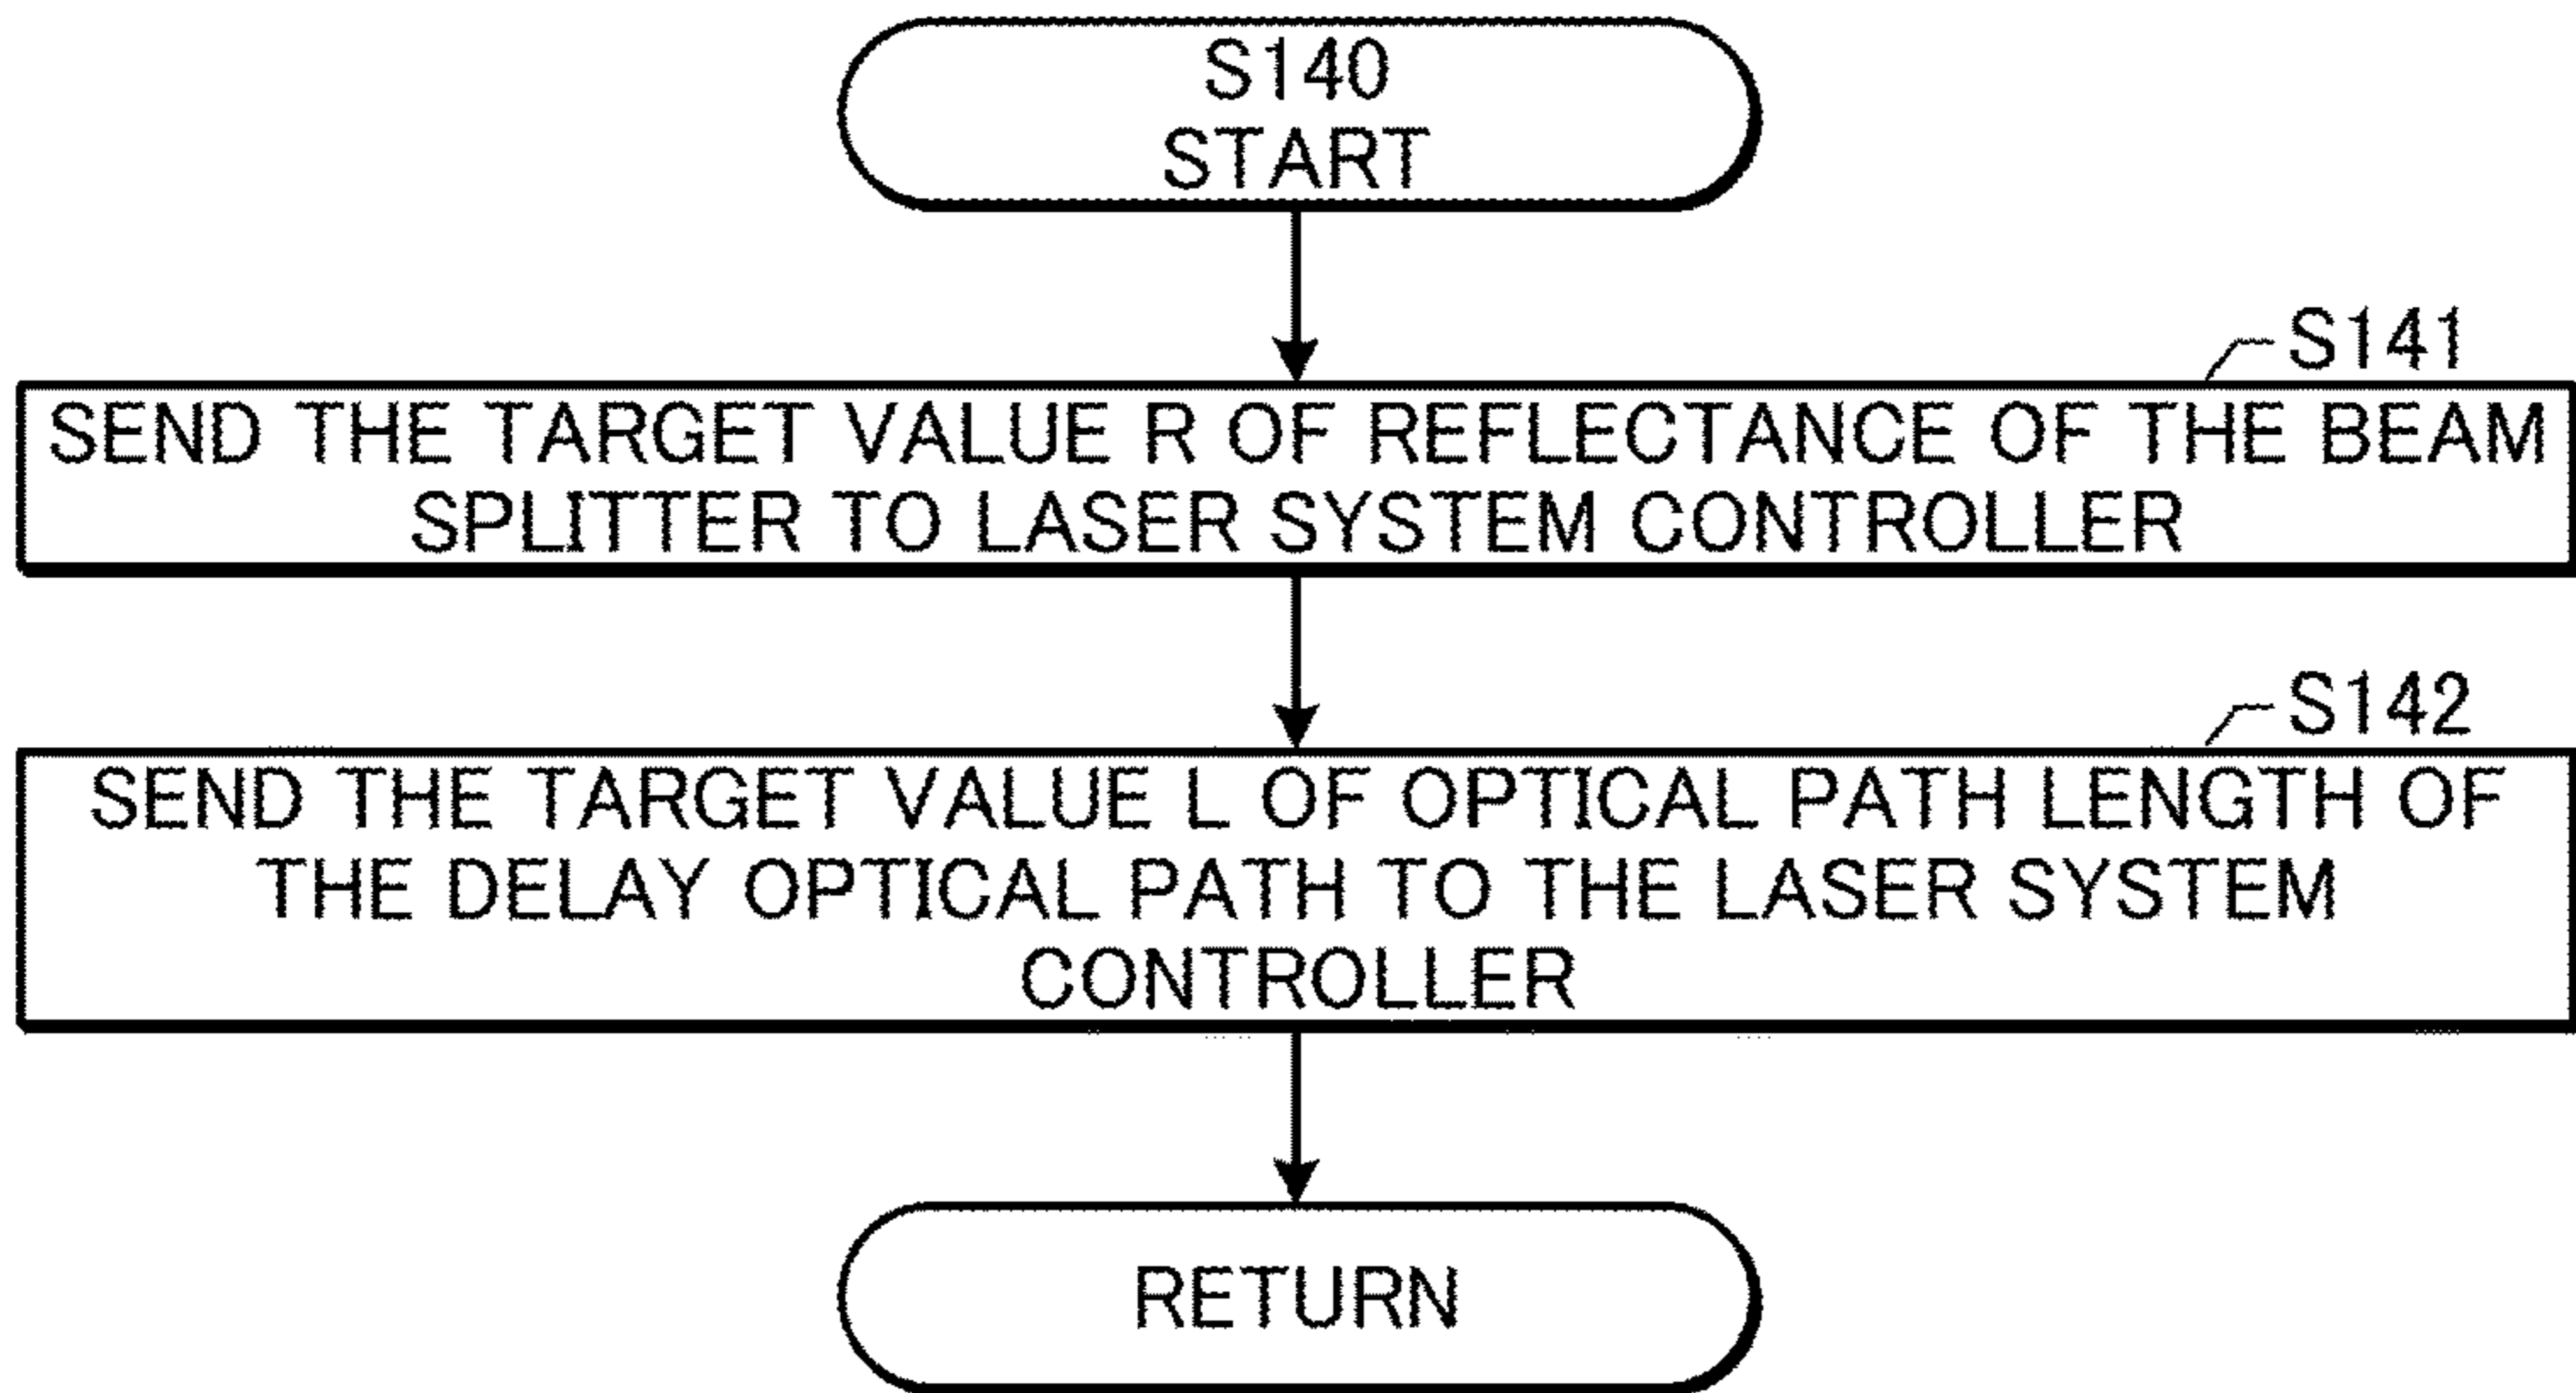 S140
START
S141
SEND THE TARGET VALUE R OF REFLECTANCE OF THE BEAM
SPLITTER TO LASER SYSTEM CONTROLLER
S142
SEND THE TARGET VALUE L OF OPTICAL PATH LENGTH OF
THE DELAY OPTICAL PATH TO THE LASER SYSTEM
CONTROLLER
RETURN